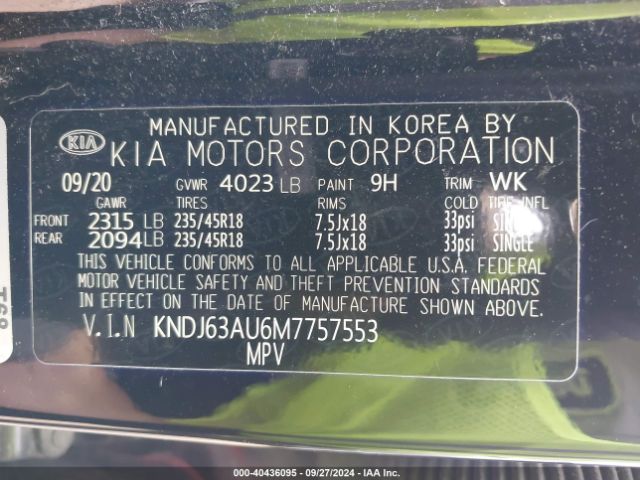 MANUFACTURED IN KOREA BY
KIA KIA MOTORS CORPORATION
09/20 GVWR 4023 LB PAINT 9H TRIM WK
GAWR TIRES RIMS COLD TIRE INFL
FRONT 2315 LB 235/45R18 7.5Jx18 33psi SINGLE
REAR 2094 LB 235/45R18 7.5Jx18 33psi SINGLE
THIS VEHICLE CONFORMS TO ALL APPLICABLE U.S.A. FEDERAL
MOTOR VEHICLE SAFETY AND THEFT PREVENTION STANDARDS
IN EFFECT ON THE DATE OF MANUFACTURE SHOWN ABOVE.
V.I.N KNDJ63AU6M7757553
MPV
000-40436095 - 09/27/2024 - IAAI.COM